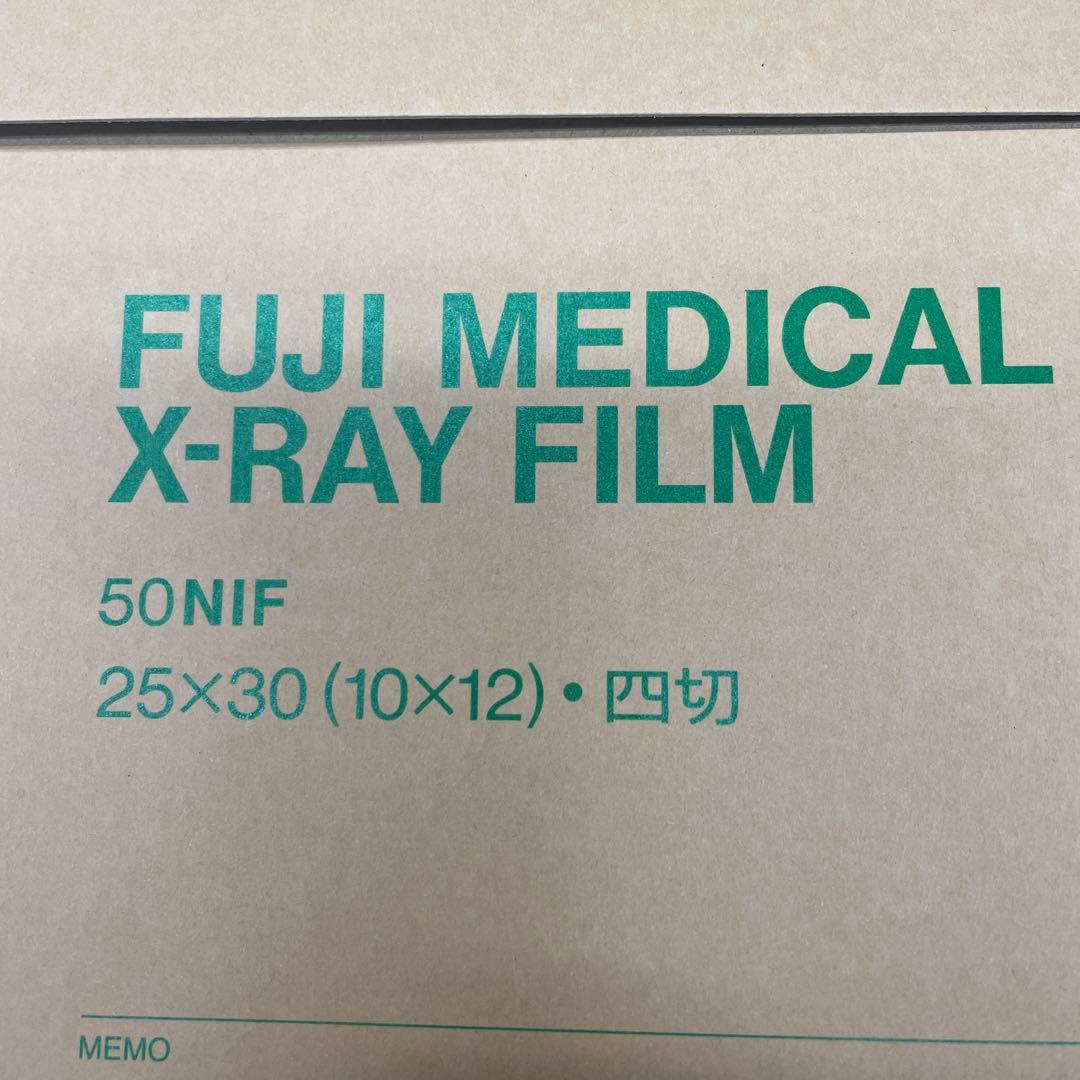 FUJI MEDICAL
X-RAY FILM
50NIF
25×30(10×12)・四切
MEMO